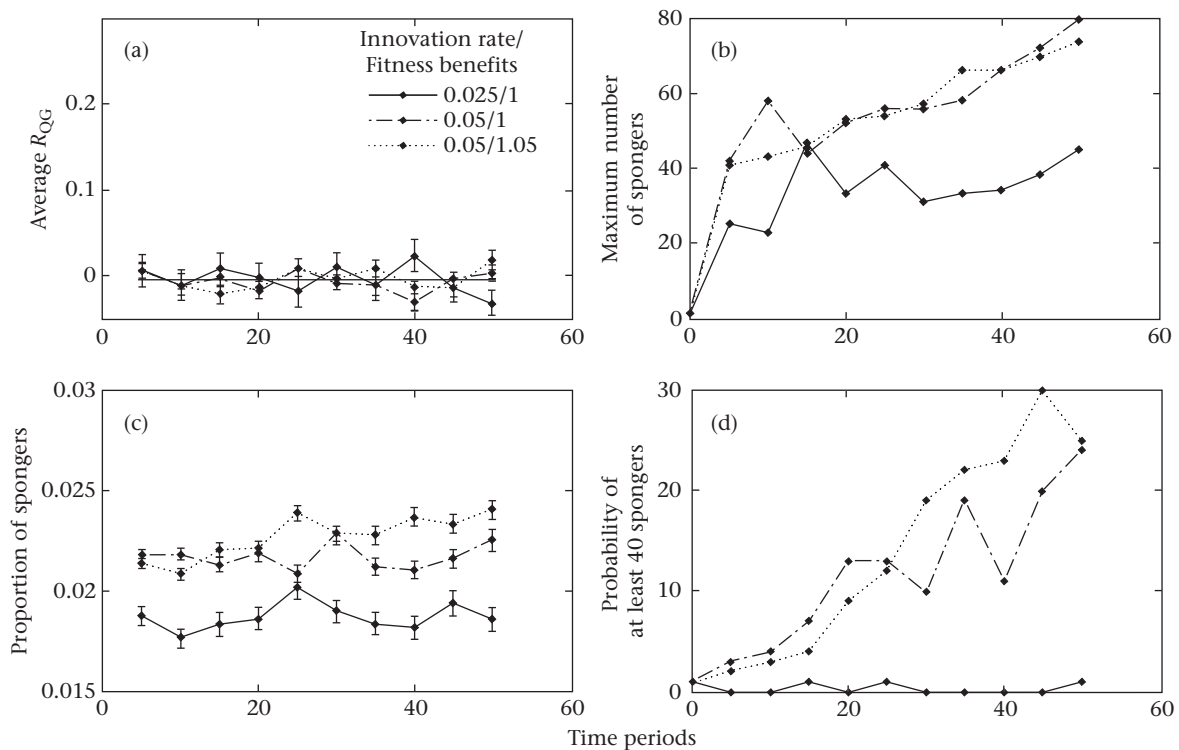 (a)
Innovation rate/
Fitness benefits
0.025/1
0.05/1
0.05/1.05
Average R_QG
0.2
0.1
0
0 20 40 60
(b)
Maximum number
of spongers
80
60
40
20
0
0 20 40 60
(c)
Proportion of spongers
0.03
0.025
0.02
0.015
0 20 40 60
(d)
Probability of
at least 40 spongers
30
20
10
0
0 20 40 60
Time periods